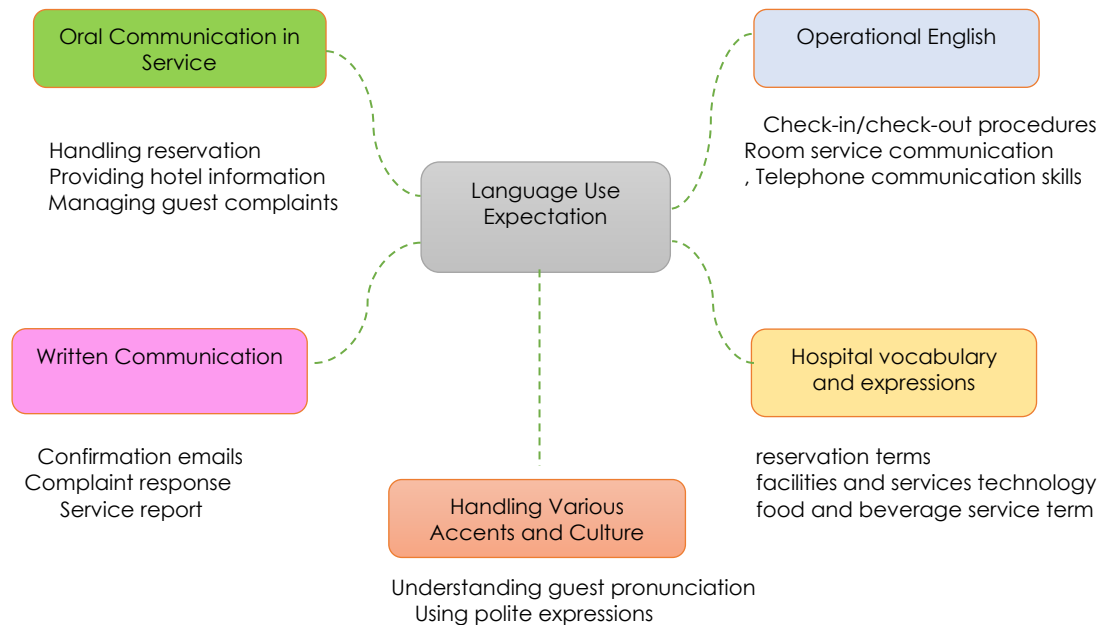 Oral Communication in
Service
Handling reservation
Providing hotel information
Managing guest complaints
Operational English
Check-in/check-out procedures
Room service communication
, Telephone communication skills
Language Use
Expectation
Written Communication
Confirmation emails
Complaint response
Service report
Hospital vocabulary
and expressions
reservation terms
facilities and services technology
food and beverage service term
Handling Various
Accents and Culture
Understanding guest pronunciation
Using polite expressions